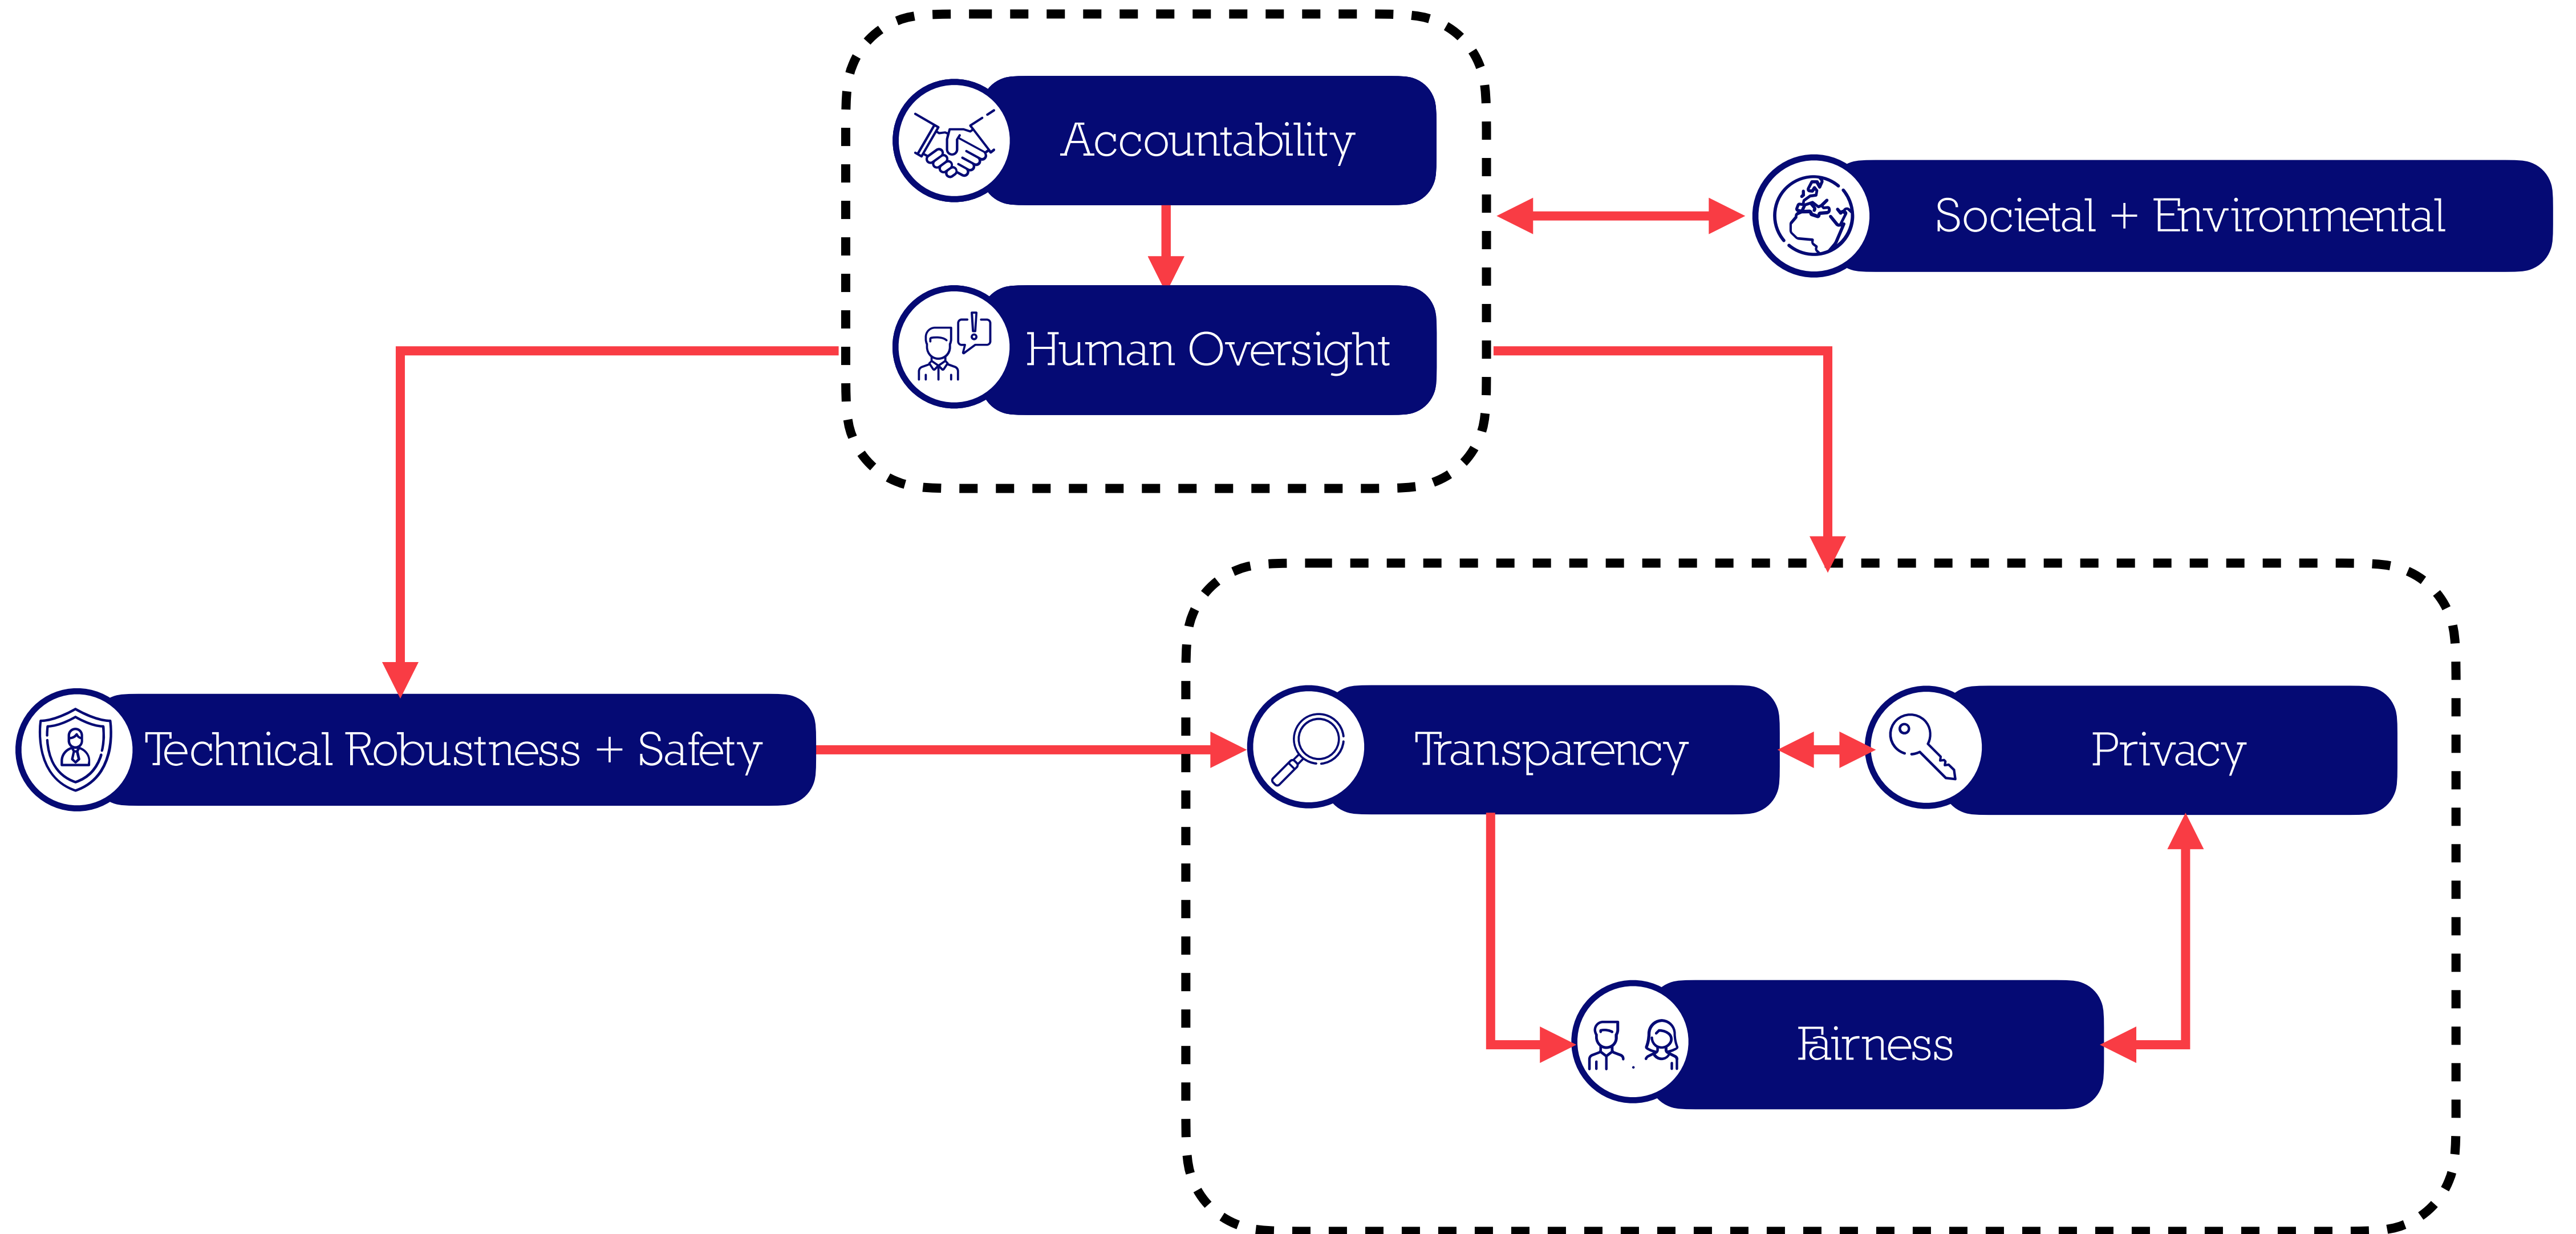 Accountability
Societal + Environmental
Human Oversight
Technical Robustness + Safety
Transparency
Privacy
Fairness